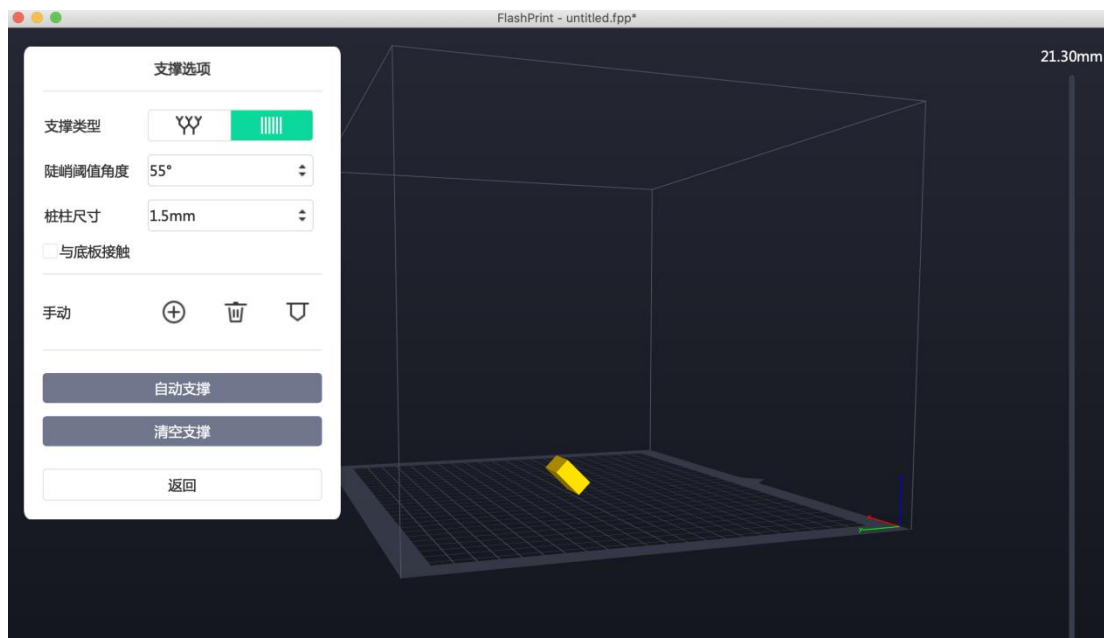 FlashPrint - untitled.fpp*
21.30mm
支撑选项
支撑类型
陡峭阈值角度 55°
桩柱尺寸 1.5mm
与底板接触
手动
自动支撑
清空支撑
返回